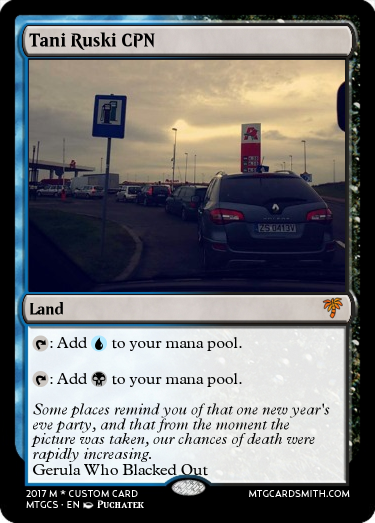 Tani Ruski CPN
ZS 0413V
Land
: Add to your mana pool.
: Add to your mana pool.
Some places remind you of that one new year's
eve party, and that from the moment the
picture was taken, our chances of death were
rapidly increasing.
Gerula Who Blacked Out
2017 M * CUSTOM CARD
MTGCS • EN PUCHATEK
MTGCARDSMITH.COM